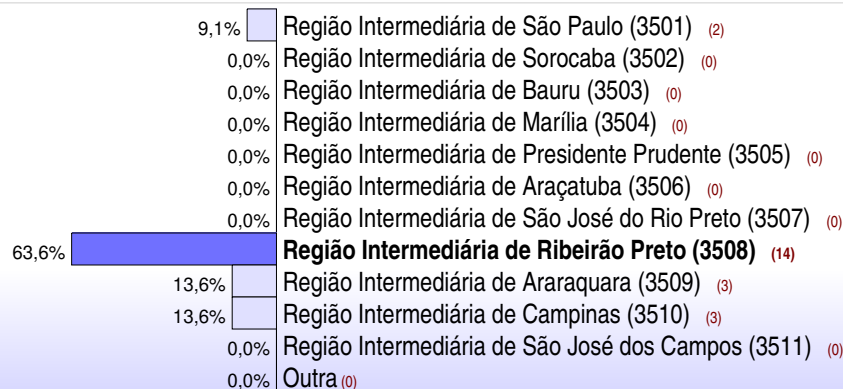 9,1% Região Intermediária de São Paulo (3501) (2)
0,0% Região Intermediária de Sorocaba (3502) (0)
0,0% Região Intermediária de Bauru (3503) (0)
0,0% Região Intermediária de Marília (3504) (0)
0,0% Região Intermediária de Presidente Prudente (3505) (0)
0,0% Região Intermediária de Araçatuba (3506) (0)
0,0% Região Intermediária de São José do Rio Preto (3507) (0)
63,6% Região Intermediária de Ribeirão Preto (3508) (14)
13,6% Região Intermediária de Araraquara (3509) (3)
13,6% Região Intermediária de Campinas (3510) (3)
0,0% Região Intermediária de São José dos Campos (3511) (0)
0,0% Outra (0)